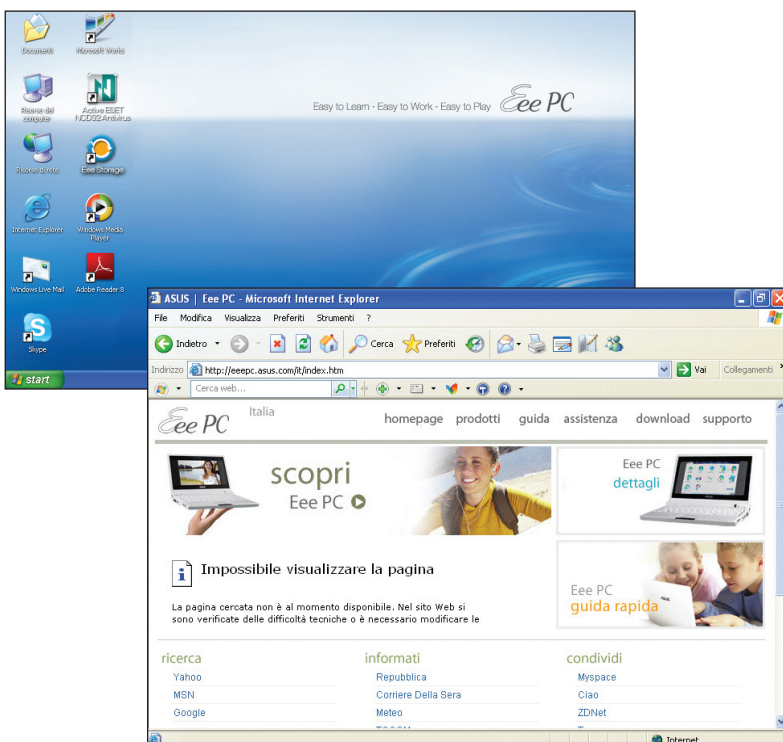 Documenti
Microsoft Works
Risorse del
computer
Active ESET
NOD32 Antivirus
Risorse di rete
Eee Storage
Internet Explorer
Windows Media
Player
Windows Live Mail
Adobe Reader 8
Skype
start
Easy to Learn · Easy to Work · Easy to Play Eee PC
ASUS | Eee PC - Microsoft Internet Explorer
File Modifica Visualizza Preferiti Strumenti ?
Indietro Cerca Preferiti
Indirizzo http://eeepc.asus.com/it/index.htm Vai Collegamenti
Cerca web...
Eee PC Italia
homepage prodotti guida assistenza download supporto
scopri
Eee PC
Eee PC
dettagli
Impossibile visualizzare la pagina
La pagina cercata non è al momento disponibile. Nel sito Web si
sono verificate delle difficoltà tecniche o è necessario modificare le
Eee PC
guida rapida
ricerca
Yahoo
MSN
Google
informati
Repubblica
Corriere Della Sera
Meteo
condividi
Myspace
Ciao
ZDNet
Internet